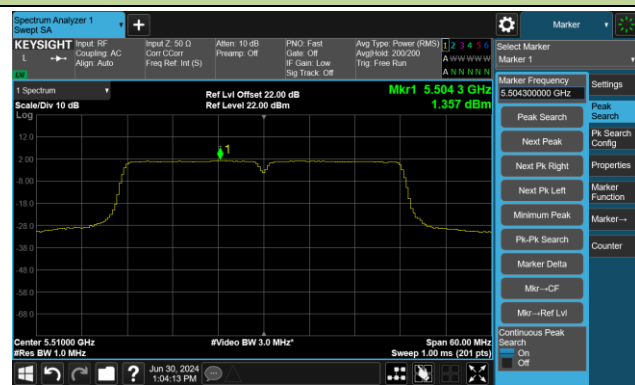 Spectrum Analyzer 1
Swept SA
Marker
KEYSIGHT
L
Input: RF
Coupling: AC
Align: Auto
Input Z: 50 Ω
Corr CCorr
Freq Ref: Int (S)
Atten: 10 dB
Preamp: Off
PNO: Fast
Gate: Off
IF Gain: Low
Sig Track: Off
Avg Type: Power (RMS)
Avg|Hold: 200/200
Trig: Free Run
1 2 3 4 5 6
A W W W W W
A N N N N N
LXI
Select Marker
Marker 1
1 Spectrum
Scale/Div 10 dB
Log
Ref Lvl Offset 22.00 dB
Ref Level 22.00 dBm
Mkr1 5.504 3 GHz
1.357 dBm
12.0
2.00
-8.00
-18.0
-28.0
-38.0
-48.0
-58.0
-68.0
1
Center 5.51000 GHz
#Res BW 1.0 MHz
#Video BW 3.0 MHz*
Span 60.00 MHz
Sweep 1.00 ms (201 pts)
Marker Frequency
5.504300000 GHz
Peak Search
Next Peak
Next Pk Right
Next Pk Left
Minimum Peak
Pk-Pk Search
Marker Delta
Mkr→CF
Mkr→Ref Lvl
Continuous Peak
Search
On
Off
Settings
Peak
Search
Pk Search
Config
Properties
Marker
Function
Marker→
Counter
?
Jun 30, 2024
1:04:13 PM